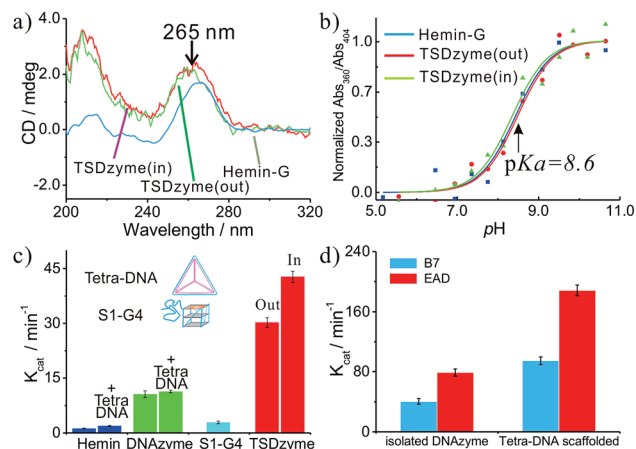 a)
265 nm
CD / mdeg
4.0
2.0
0.0
-2.0
TSDzyme(in)
TSDzyme(out)
Hemin-G
200 240 280 320
Wavelength / nm
b)
Normalized Abs360/Abs404
Hemin-G
TSDzyme(out)
TSDzyme(in)
1.1
0.7
0.3
0.0
pKa=8.6
5.0 7.0 9.0 11.0
pH
c)
Kcat / min-1
45
30
15
0
Tetra-DNA
S1-G4
In
Out
+
Tetra
DNA
+
Tetra
DNA
Hemin DNAzyme S1-G4 TSDzyme
d)
Kcat / min-1
B7
EAD
240
160
80
0
isolated DNAzyme Tetra-DNA scaffolded